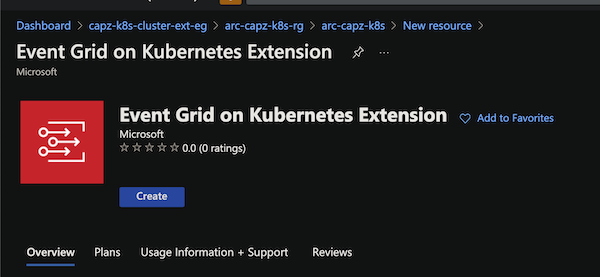 Dashboard > capz-k8s-cluster-ext-eg > arc-capz-k8s-rg > arc-capz-k8s > New resource >
Event Grid on Kubernetes Extension ...
Microsoft
Event Grid on Kubernetes Extension Add to Favorites
Microsoft
0.0 (0 ratings)
Create
Overview Plans Usage Information + Support Reviews